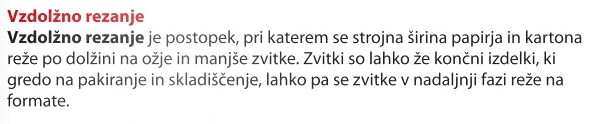 Vzdolžno rezanje
Vzdolžno rezanje je postopek, pri katerem se strojna širina papirja in kartona
reže po dolžini na ožje in manjše zvitke. Zvitki so lahko že končni izdelki, ki
gredo na pakiranje in skladiščenje, lahko pa se zvitke v nadaljnji fazi reže na
formate.